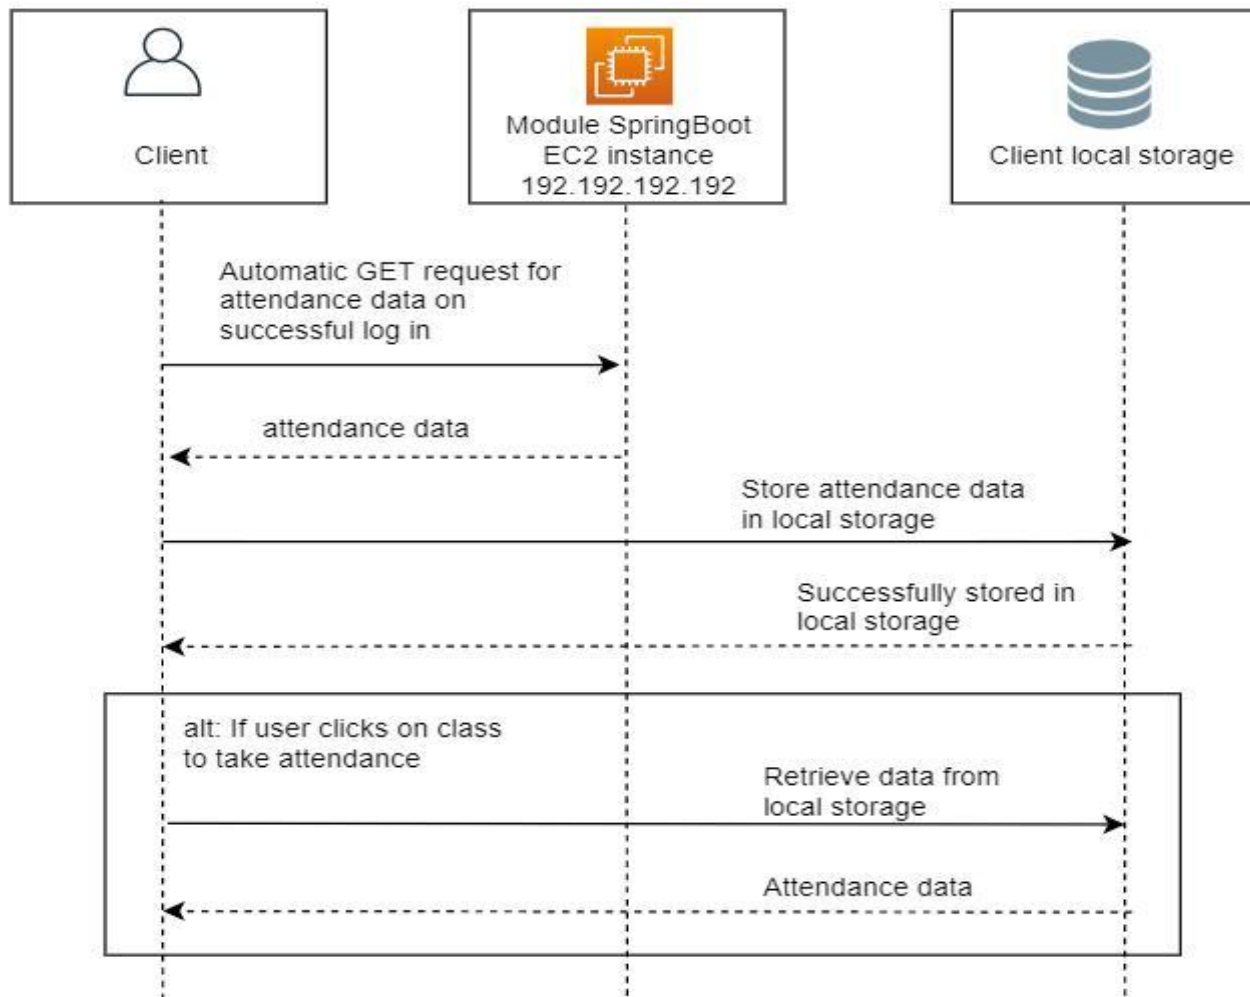 Client
Module SpringBoot
EC2 instance
192.192.192.192
Client local storage
Automatic GET request for
attendance data on
successful log in
attendance data
Store attendance data
in local storage
Successfully stored in
local storage
alt: If user clicks on class
to take attendance
Retrieve data from
local storage
Attendance data